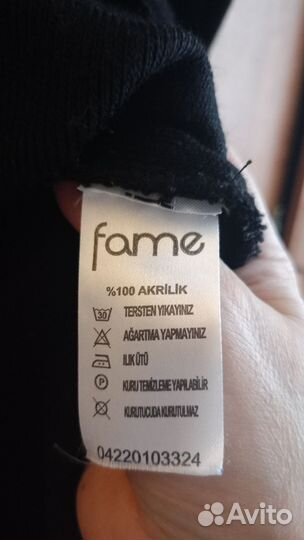 fame
%100 AKRİLİK
30 TERSTEN YIKAYINIZ
AĞARTMA YAPMAYINIZ
ILIK ÜTÜ
P KURU TEMİZLEME YAPILABİLİR
KURUTUCUDA KURUTULMAZ
04220103324
Avito